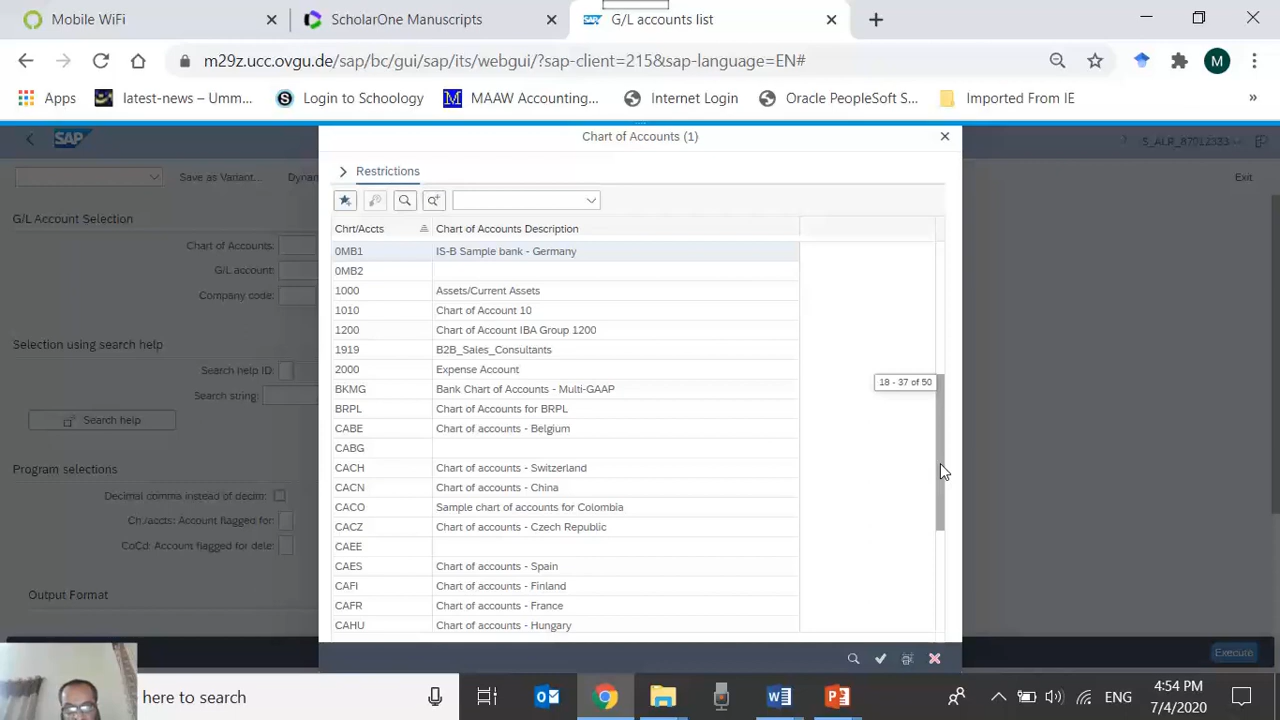 Mobile WiFi
ScholarOne Manuscripts
SAP G/L accounts list
m29z.ucc.ovgu.de/sap/bc/gui/sap/its/webgui/?sap-client=215&sap-language=EN#
M
Apps
latest-news – Umm...
S Login to Schoology
M MAAW Accounting...
Internet Login
Oracle PeopleSoft S...
Imported From IE
»
SAP
S_ALR_87012333
Save as Variant...
Dynam
Exit
G/L Account Selection
Chart of Accounts:
G/L account:
Company code:
Selection using search help
Search help ID:
Search string:
Search help
Program selections
Decimal comma instead of decim:
Ch./accts: Account flagged for:
CoCd: Account flagged for dele:
Output Format
Execute
Chart of Accounts (1)
Restrictions
Chrt/Accts Chart of Accounts Description
0MB1 IS-B Sample bank - Germany
0MB2
1000 Assets/Current Assets
1010 Chart of Account 10
1200 Chart of Account IBA Group 1200
1919 B2B_Sales_Consultants
2000 Expense Account
BKMG Bank Chart of Accounts - Multi-GAAP
BRPL Chart of Accounts for BRPL
CABE Chart of accounts - Belgium
CABG
CACH Chart of accounts - Switzerland
CACN Chart of accounts - China
CACO Sample chart of accounts for Colombia
CACZ Chart of accounts - Czech Republic
CAEE
CAES Chart of accounts - Spain
CAFI Chart of accounts - Finland
CAFR Chart of accounts - France
CAHU Chart of accounts - Hungary
18 - 37 of 50
here to search
ENG
4:54 PM
7/4/2020